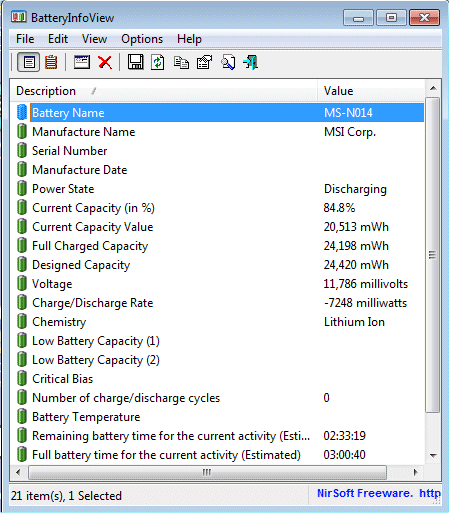 BatteryInfoView
File Edit View Options Help
Description / Value
Battery Name MS-N014
Manufacture Name MSI Corp.
Serial Number
Manufacture Date
Power State Discharging
Current Capacity (in %) 84.8%
Current Capacity Value 20,513 mWh
Full Charged Capacity 24,198 mWh
Designed Capacity 24,420 mWh
Voltage 11,786 millivolts
Charge/Discharge Rate -7248 milliwatts
Chemistry Lithium Ion
Low Battery Capacity (1)
Low Battery Capacity (2)
Critical Bias
Number of charge/discharge cycles 0
Battery Temperature
Remaining battery time for the current activity (Esti... 02:33:19
Full battery time for the current activity (Estimated) 03:00:40
21 item(s), 1 Selected NirSoft Freeware. http